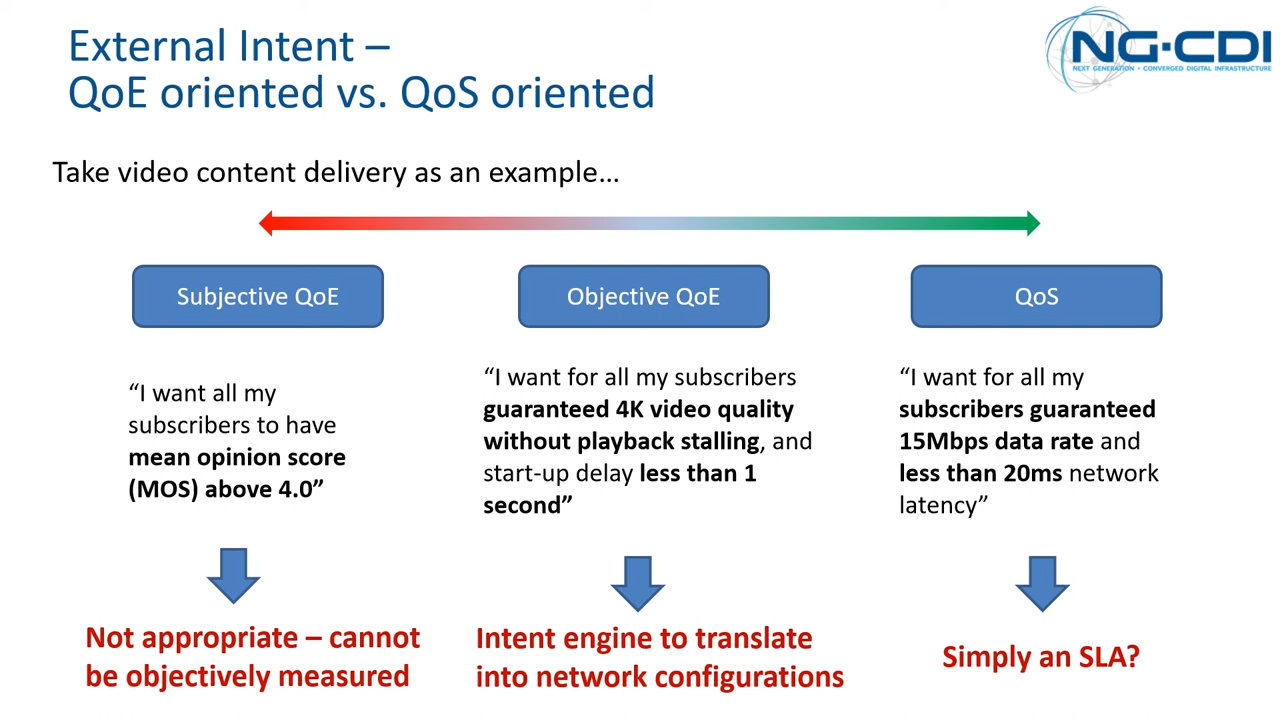 External Intent –
QoE oriented vs. QoS oriented
NG·CDI
NEXT GENERATION • CONVERGED DIGITAL INFRASTRUCTURE
Take video content delivery as an example…
Subjective QoE
Objective QoE
QoS
“I want all my
subscribers to have
mean opinion score
(MOS) above 4.0”
“I want for all my subscribers
guaranteed 4K video quality
without playback stalling, and
start-up delay less than 1
second”
“I want for all my
subscribers guaranteed
15Mbps data rate and
less than 20ms network
latency”
Not appropriate – cannot
be objectively measured
Intent engine to translate
into network configurations
Simply an SLA?